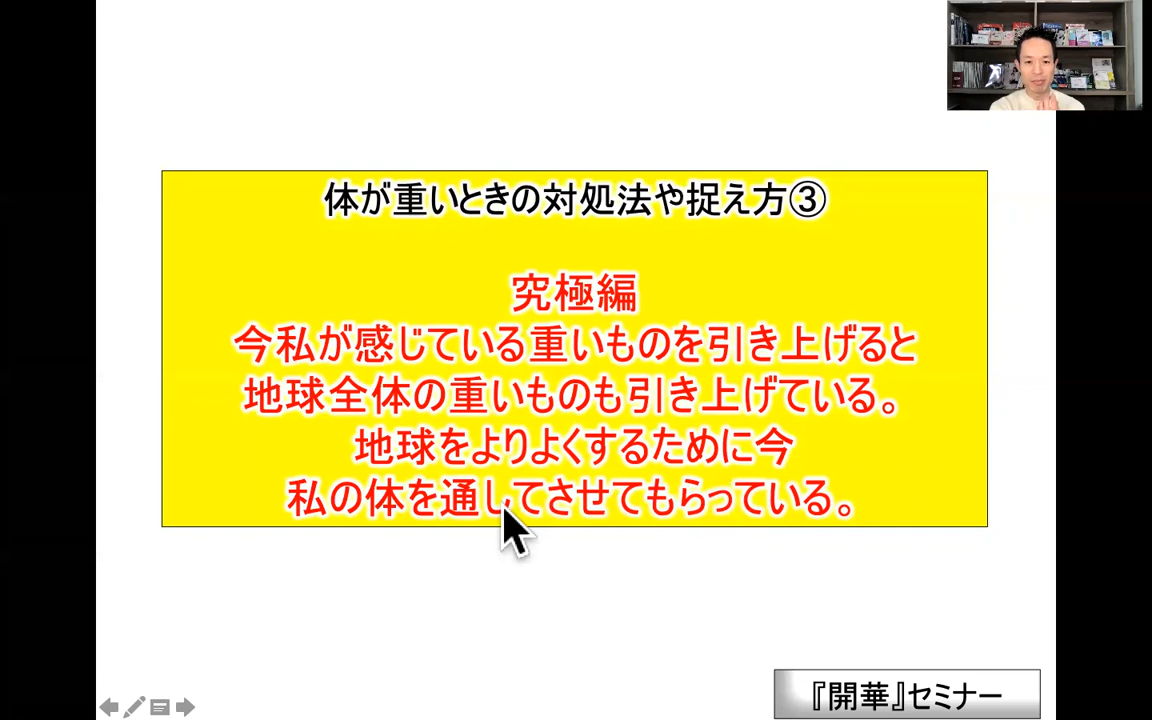 体が重いときの対処法や捉え方③
究極編
今私が感じている重いものを引き上げると
地球全体の重いものも引き上げている。
地球をよりよくするために今
私の体を通してさせてもらっている。
『開華』セミナー